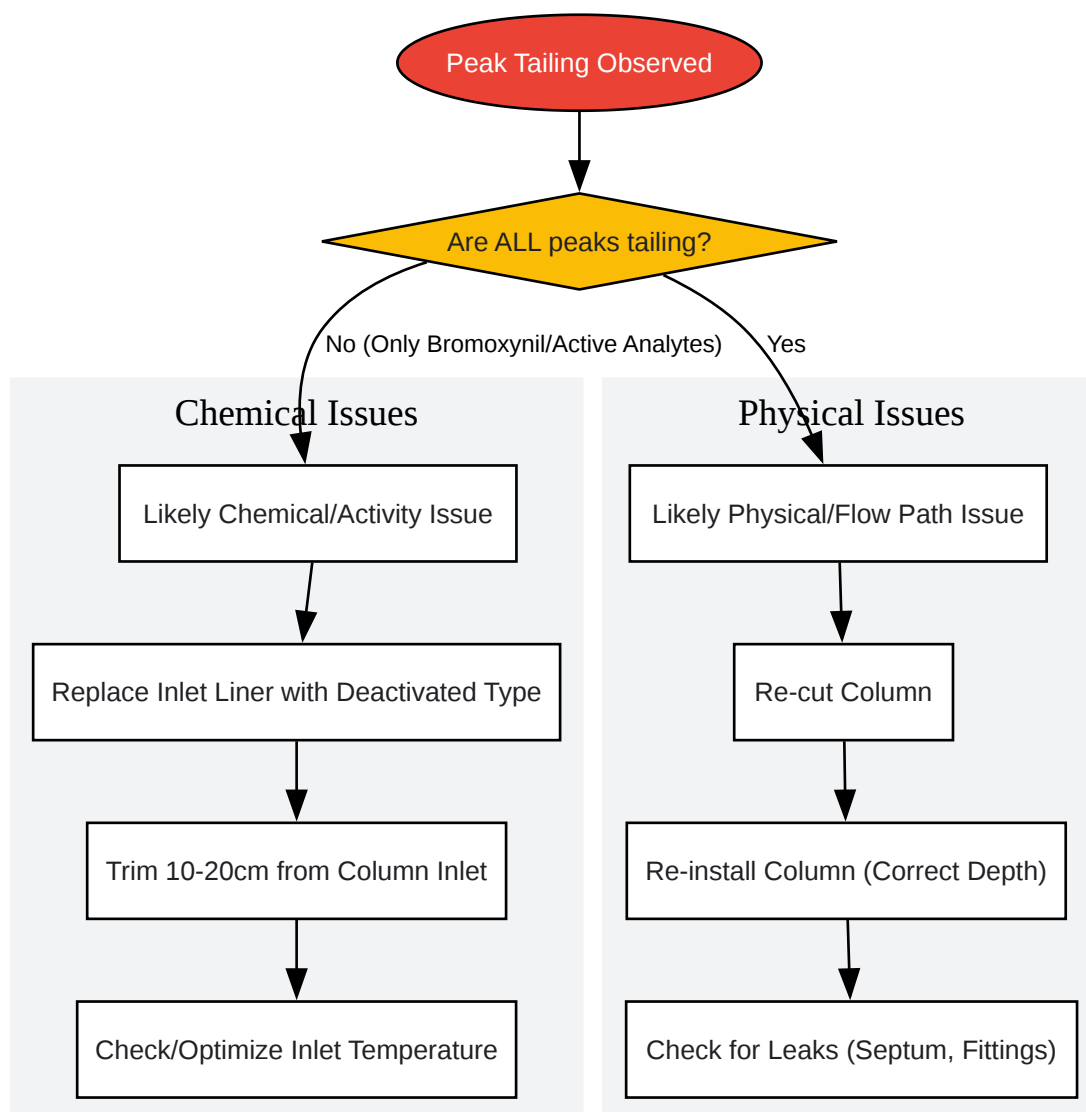 Peak Tailing Observed
Are ALL peaks tailing?
No (Only Bromoxynil/Active Analytes)
Yes
Chemical Issues
Physical Issues
Likely Chemical/Activity Issue
Likely Physical/Flow Path Issue
Replace Inlet Liner with Deactivated Type
Re-cut Column
Trim 10-20cm from Column Inlet
Re-install Column (Correct Depth)
Check/Optimize Inlet Temperature
Check for Leaks (Septum, Fittings)